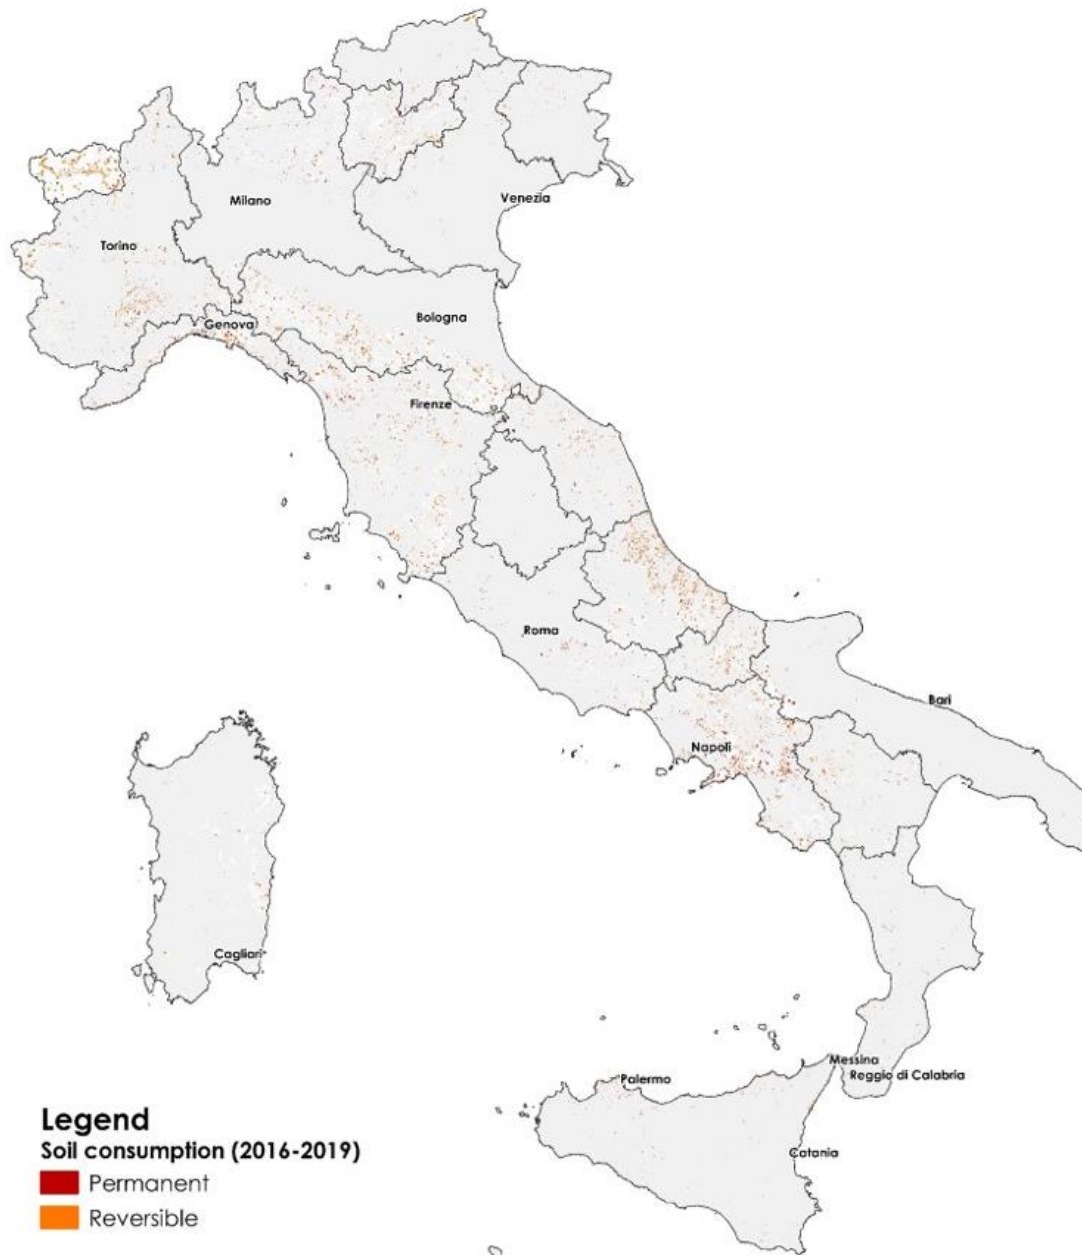 Milano
Venezia
Torino
Bologna
Genova
Firenze
Roma
Bari
Napoli
Cagliari
Messina
Palermo
Reggio di Calabria
Catania
Legend
Soil consumption (2016-2019)
Permanent
Reversible